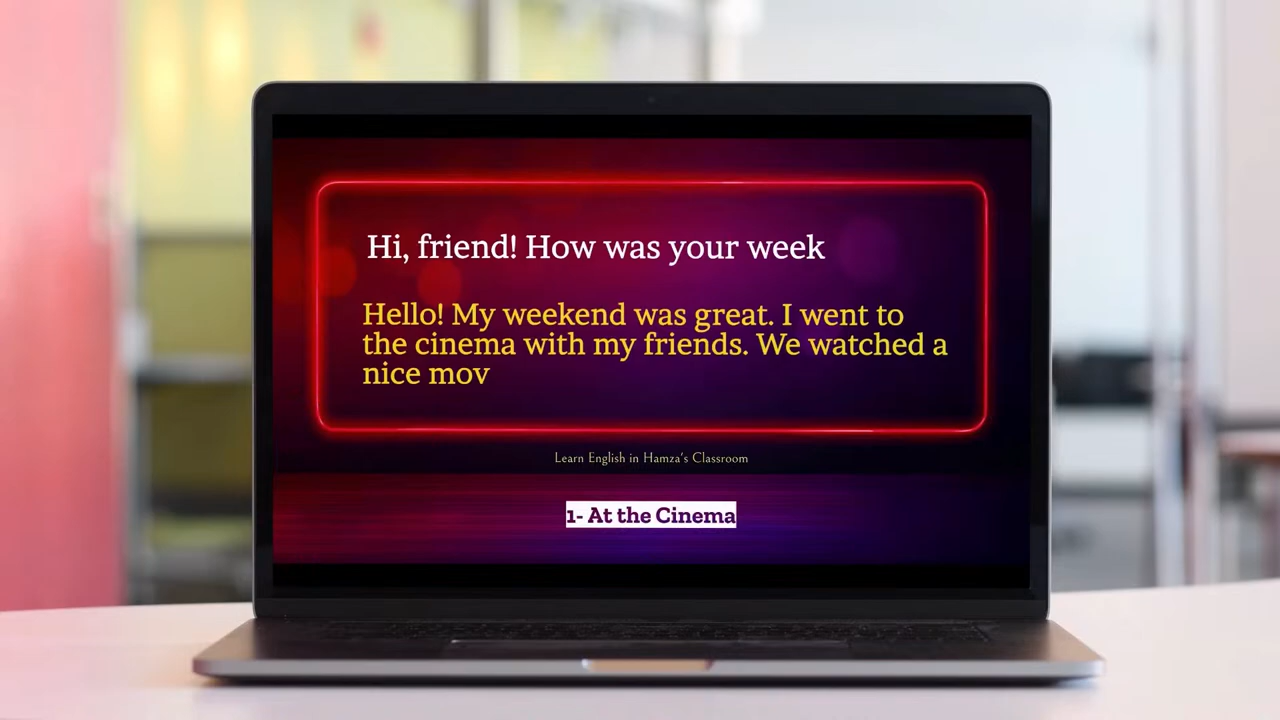 Hi, friend! How was your week
Hello! My weekend was great. I went to
the cinema with my friends. We watched a
nice mov
Learn English in Hamza's Classroom
1- At the Cinema